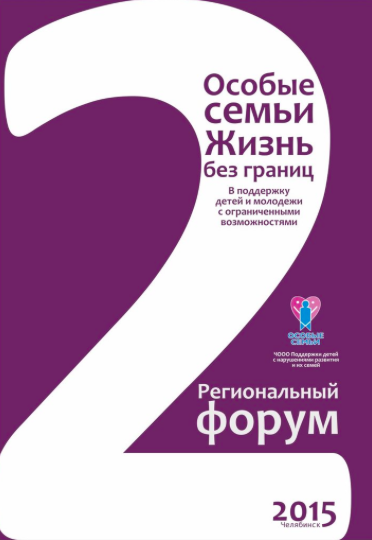 2
Особые
семьи
Жизнь
без границ
В поддержку
детей и молодежи
с ограниченными
возможностями
ОСОБЫЕ
СЕМЬИ
ЧООО Поддержки детей
с нарушениями развития
и их семей
Региональный
форум
2015
Челябинск